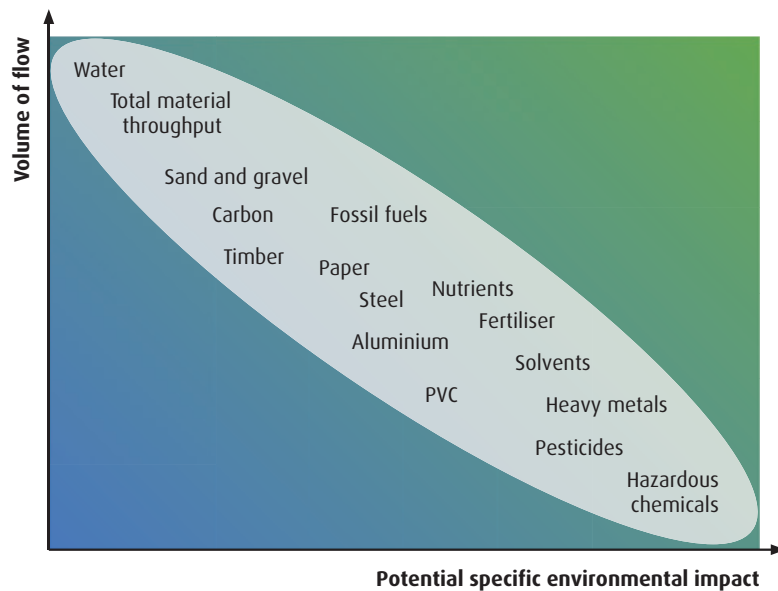 Volume of flow
Water
Total material
throughput
Sand and gravel
Carbon
Fossil fuels
Timber
Paper
Nutrients
Steel
Fertiliser
Aluminium
Solvents
PVC
Heavy metals
Pesticides
Hazardous
chemicals
Potential specific environmental impact